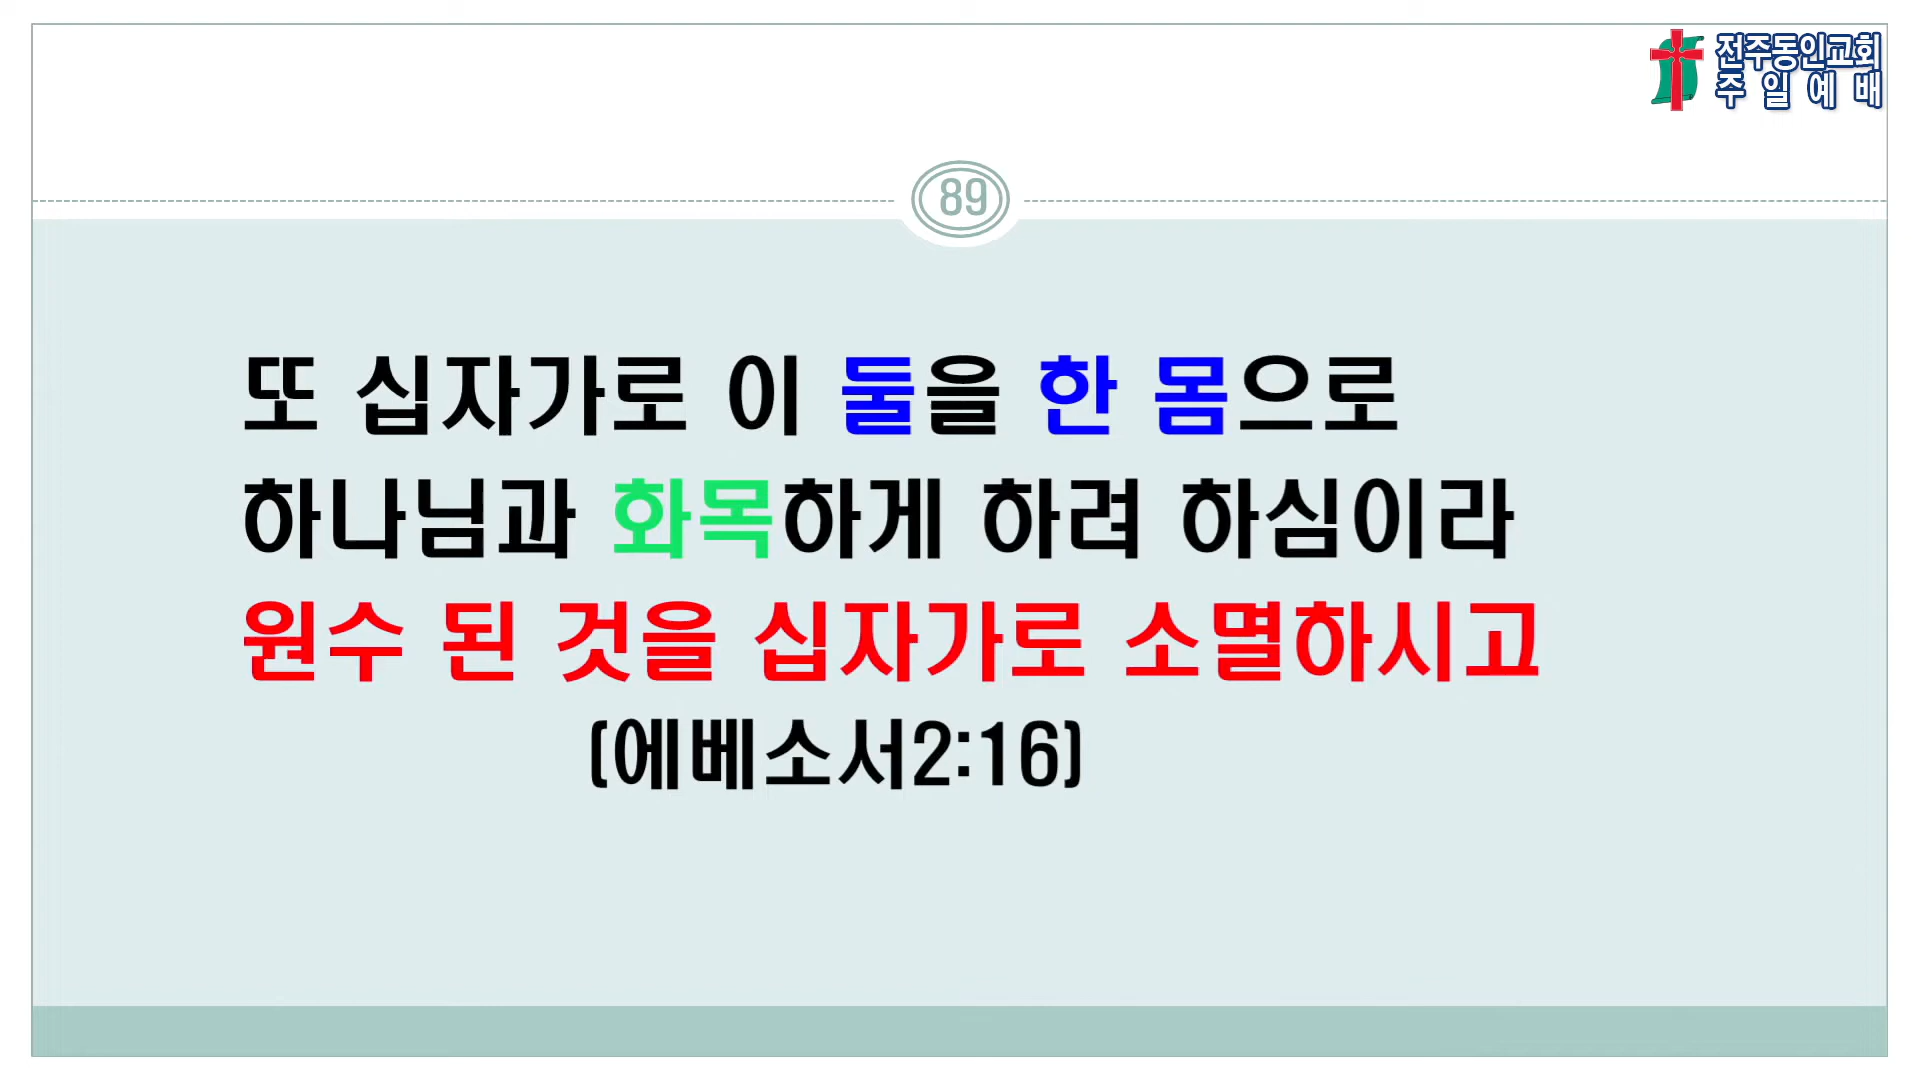 전주동인교회
주일예배
89
또 십자가로 이 둘을 한 몸으로
하나님과 화목하게 하려 하심이라
원수 된 것을 십자가로 소멸하시고
(에베소서2:16)